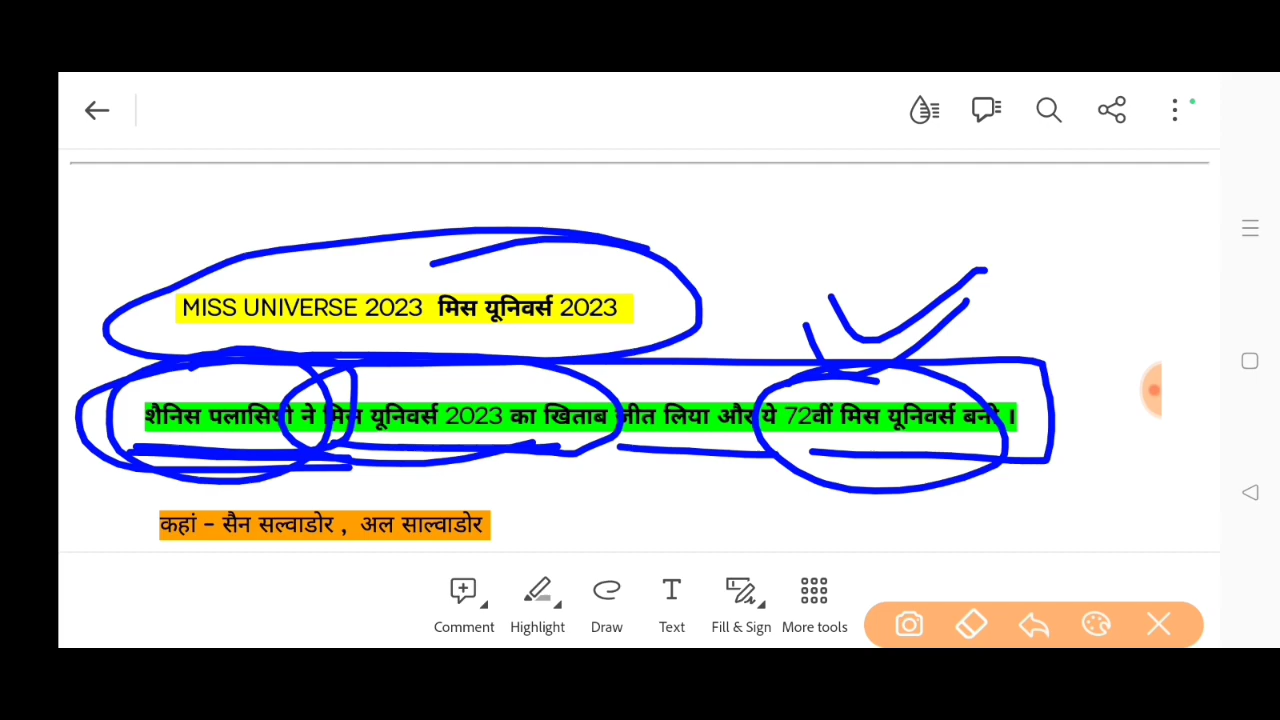 MISS UNIVERSE 2023 मिस यूनिवर्स 2023
शैनिस पलासियो ने मिस यूनिवर्स 2023 का खिताब जीत लिया और ये 72वीं मिस यूनिवर्स बनी ।
कहां - सैन सल्वाडोर , अल साल्वाडोर
Comment Highlight Draw Text Fill & Sign More tools